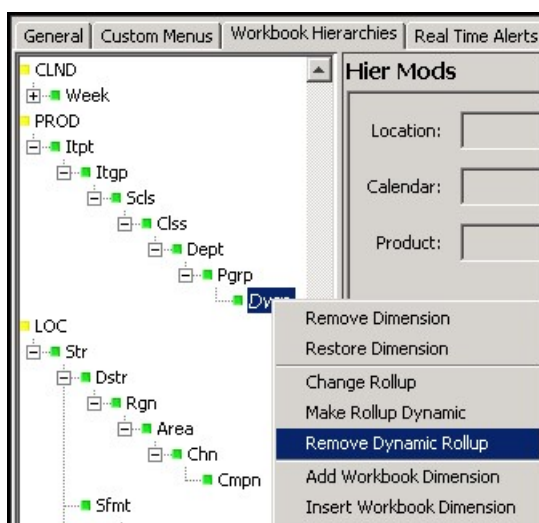 General
Custom Menus
Workbook Hierarchies
Real Time Alerts
CLND
Week
PROD
Itpt
Itgp
Scls
Clss
Dept
Pgrp
LOC
Str
Dstr
Rgn
Area
Chn
Cmpn
Sfmt
Hier Mods
Location:
Calendar:
Product:
Remove Dimension
Restore Dimension
Change Rollup
Make Rollup Dynamic
Remove Dynamic Rollup
Add Workbook Dimension
Insert Workbook Dimension